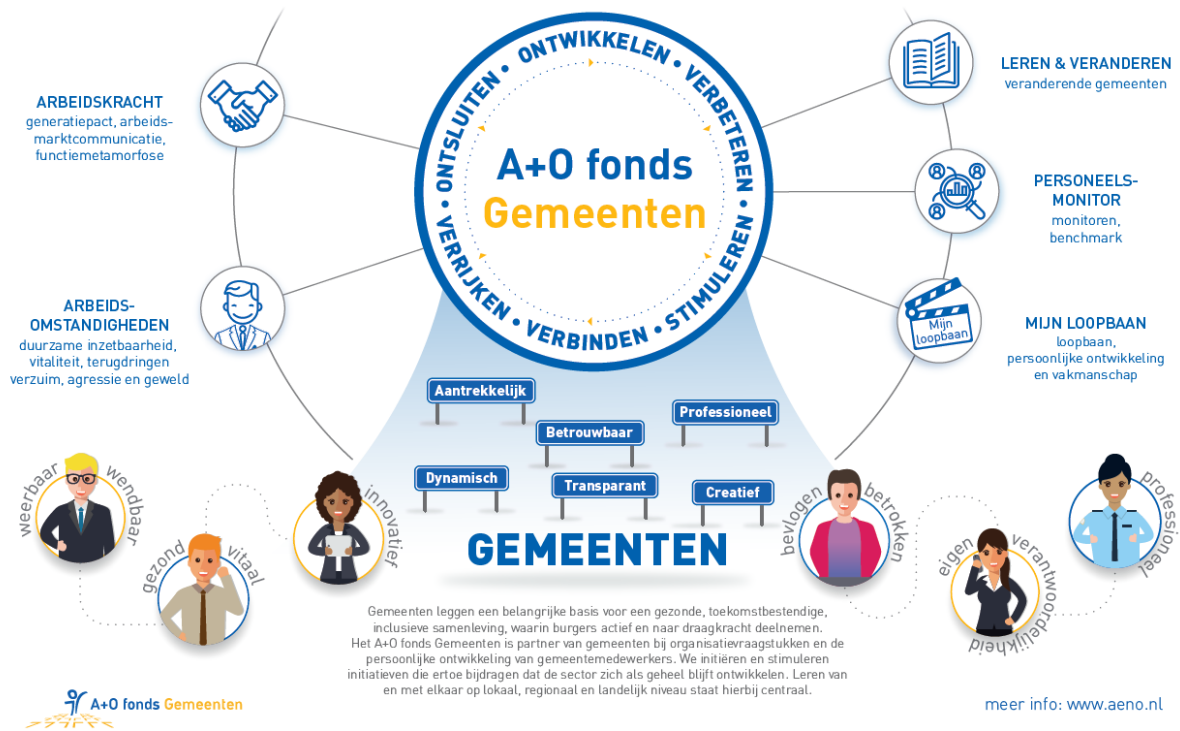 ONTSLUITEN • ONTWIKKELEN • VERBETEREN • STIMULEREN • VERBINDEN • VERRIJKEN •
A+O fonds
Gemeenten
ARBEIDSKRACHT
generatiepact, arbeids-
marktcommunicatie,
functiemetamorfose
ARBEIDS-
OMSTANDIGHEDEN
duurzame inzetbaarheid,
vitaliteit, terugdringen
verzuim, agressie en geweld
LEREN & VERANDEREN
veranderende gemeenten
PERSONEELS-
MONITOR
monitoren,
benchmark
Mijn
loopbaan
MIJN LOOPBAAN
loopbaan,
persoonlijke ontwikkeling
en vakmanschap
Aantrekkelijk
Professioneel
Betrouwbaar
Dynamisch
Transparant
Creatief
GEMEENTEN
weerbaar wendbaar
gezond vitaal
innovatief
bevlogen betrokken
eigen verantwoordelijkheid
professioneel
Gemeenten leggen een belangrijke basis voor een gezonde, toekomstbestendige,
inclusieve samenleving, waarin burgers actief en naar draagkracht deelnemen.
Het A+O fonds Gemeenten is partner van gemeenten bij organisatievraagstukken en de
persoonlijke ontwikkeling van gemeentemedewerkers. We initiëren en stimuleren
initiatieven die ertoe bijdragen dat de sector zich als geheel blijft ontwikkelen. Leren van
en met elkaar op lokaal, regionaal en landelijk niveau staat hierbij centraal.
A+O fonds Gemeenten
meer info: www.aeno.nl